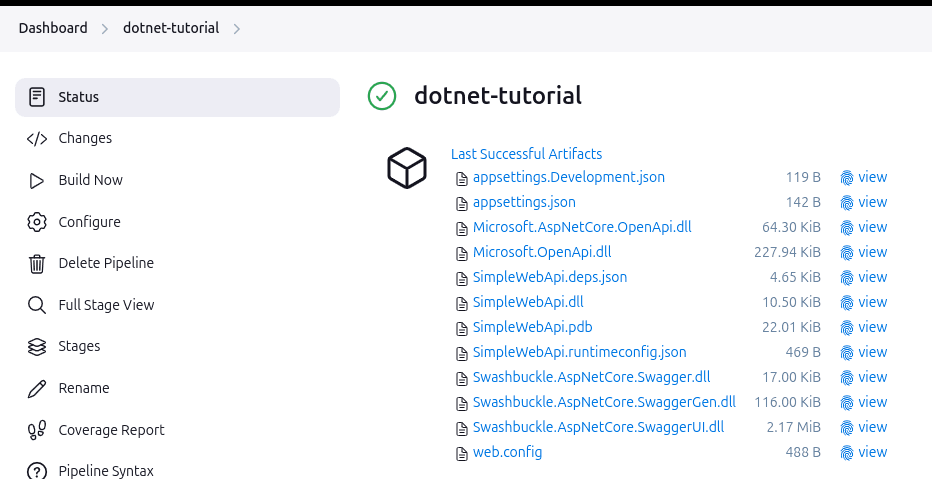 Dashboard dotnet-tutorial
Status
Changes
Build Now
Configure
Delete Pipeline
Full Stage View
Stages
Rename
Coverage Report
Pipeline Syntax
dotnet-tutorial
Last Successful Artifacts
appsettings.Development.json 119 B view
appsettings.json 142 B view
Microsoft.AspNetCore.OpenApi.dll 64.30 KiB view
Microsoft.OpenApi.dll 227.94 KiB view
SimpleWebApi.deps.json 4.65 KiB view
SimpleWebApi.dll 10.50 KiB view
SimpleWebApi.pdb 22.01 KiB view
SimpleWebApi.runtimeconfig.json 469 B view
Swashbuckle.AspNetCore.Swagger.dll 17.00 KiB view
Swashbuckle.AspNetCore.SwaggerGen.dll 116.00 KiB view
Swashbuckle.AspNetCore.SwaggerUI.dll 2.17 MiB view
web.config 488 B view